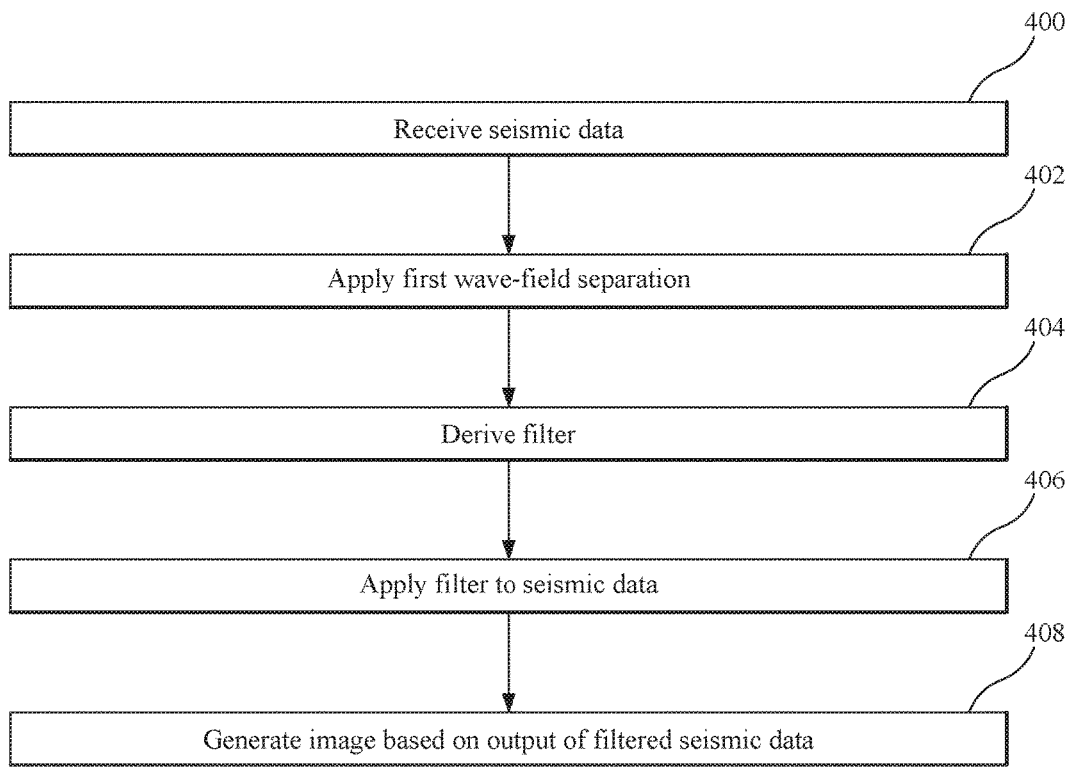 400
Receive seismic data
402
Apply first wave-field separation
404
Derive filter
406
Apply filter to seismic data
408
Generate image based on output of filtered seismic data